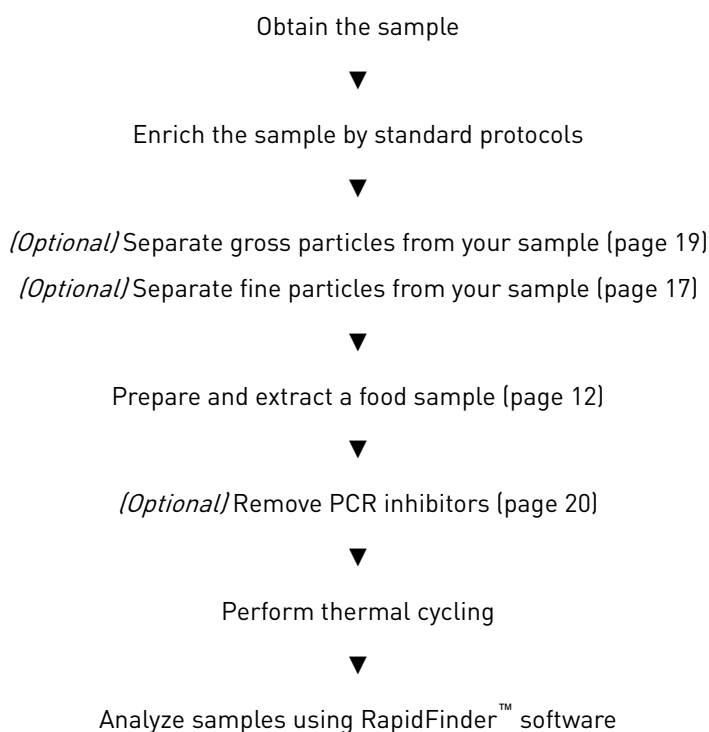 Obtain the sample
▼
Enrich the sample by standard protocols
▼
(Optional) Separate gross particles from your sample (page 19)
(Optional) Separate fine particles from your sample (page 17)
▼
Prepare and extract a food sample (page 12)
▼
(Optional) Remove PCR inhibitors (page 20)
▼
Perform thermal cycling
▼
Analyze samples using RapidFinder™ software